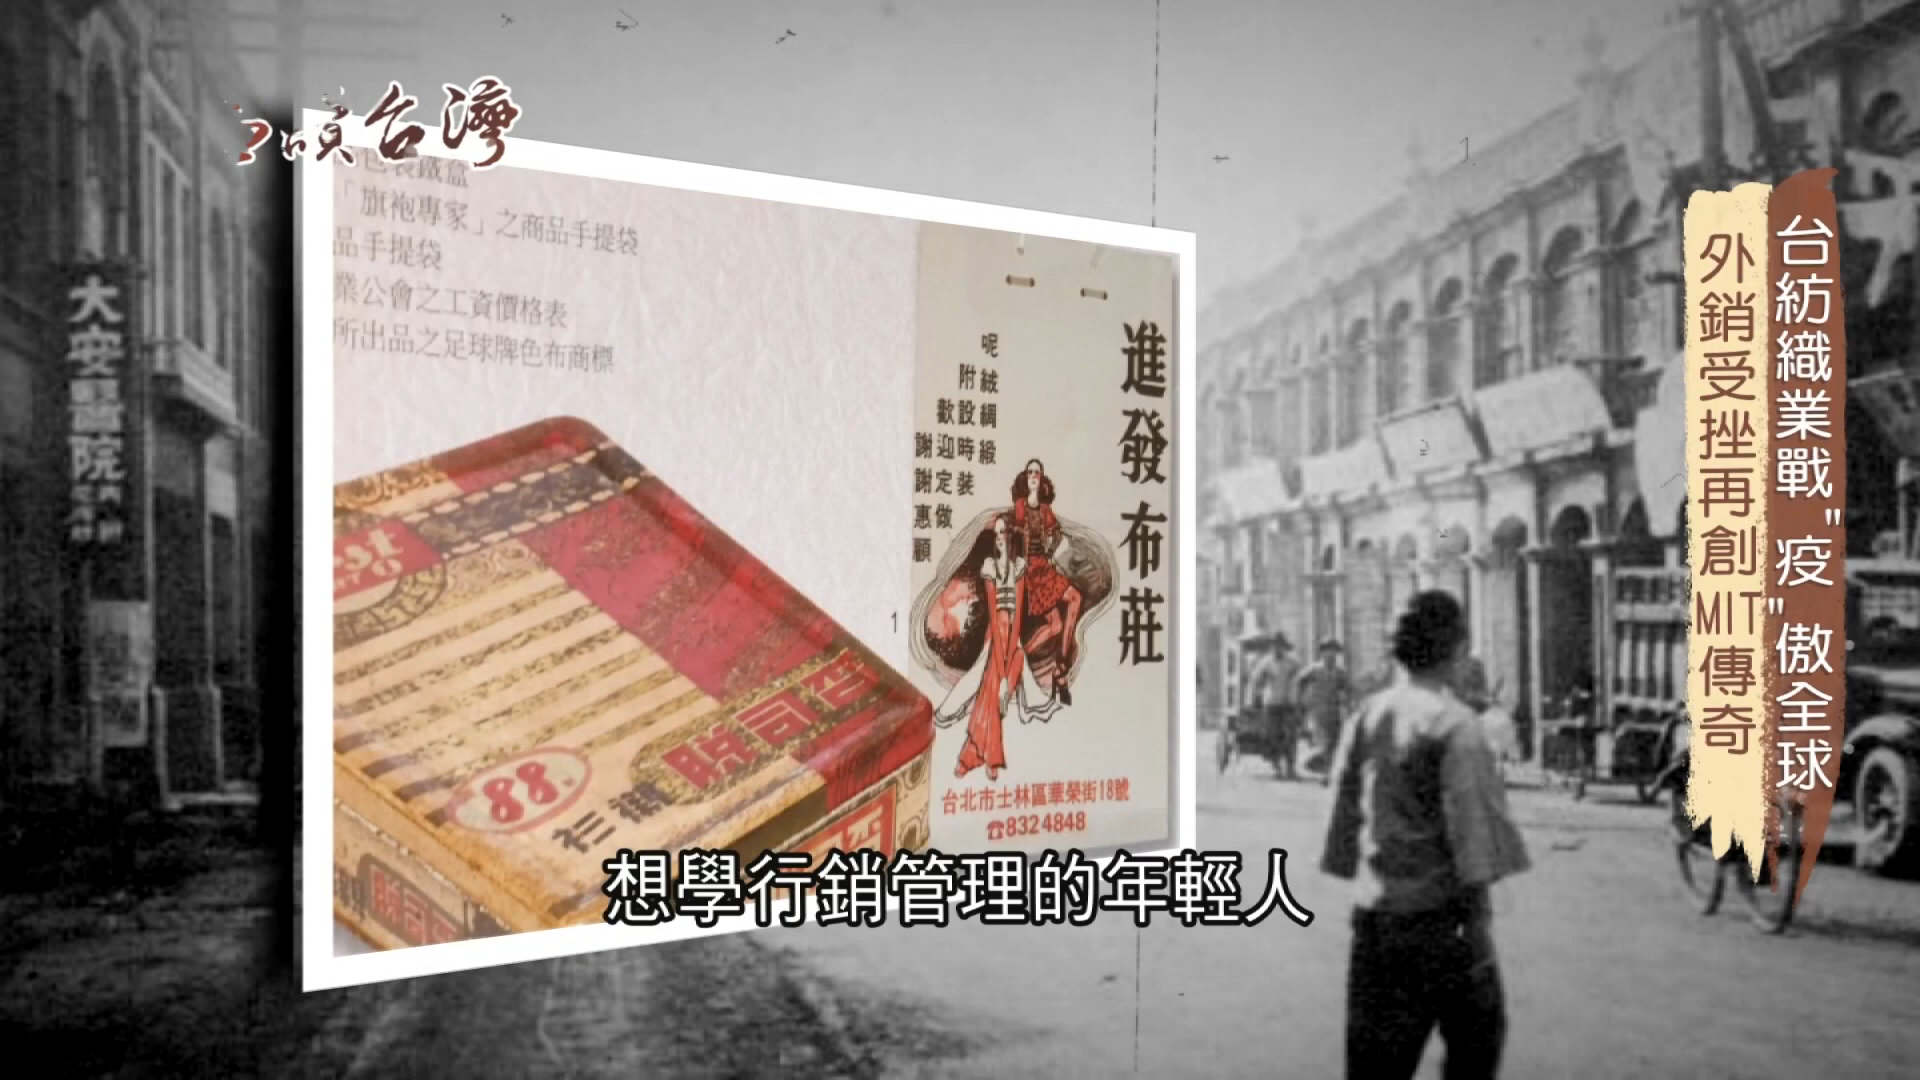 台灣
包裝鐵盒
「旗袍專家」之商品手提袋
品手提袋
業公會之工資價格表
所出品之足球牌色布商標
1
進發布莊
呢絨綢緞
附設時裝
歡迎定做
謝謝惠顧
台北市士林區華榮街18號
☎8324848
88
司麥脫
襯衫
大安醫院
台紡織業戰"疫"傲全球
外銷受挫再創MIT傳奇
想學行銷管理的年輕人